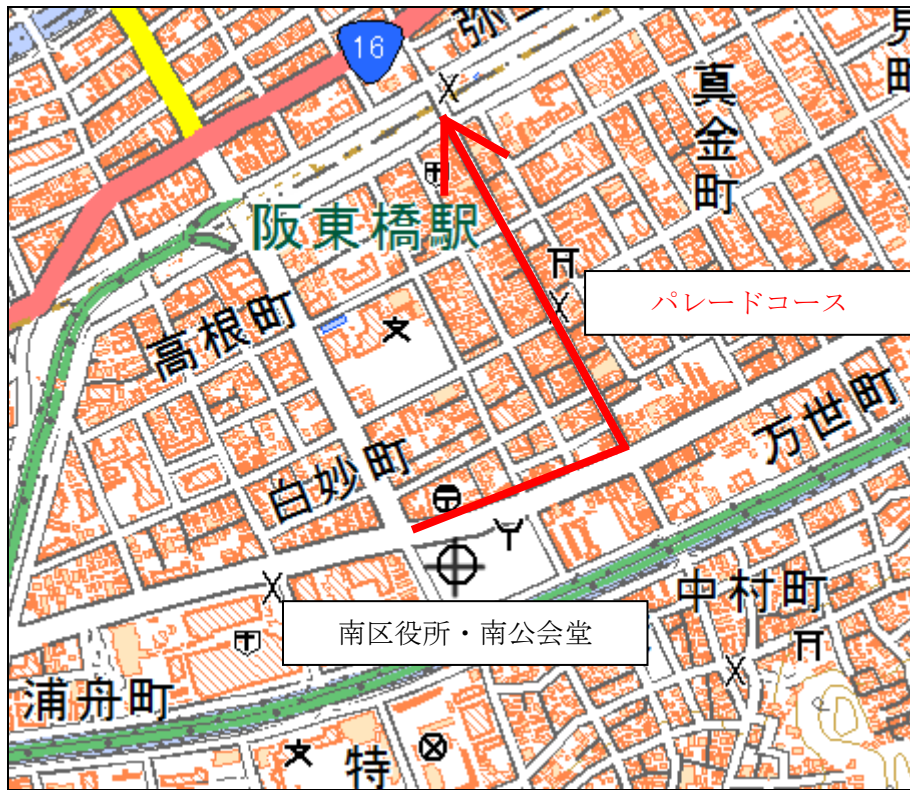 16
弥
見町
真金町
阪東橋駅
パレードコース
高根町
万世町
白妙町
中村町
南区役所・南公会堂
浦舟町
特